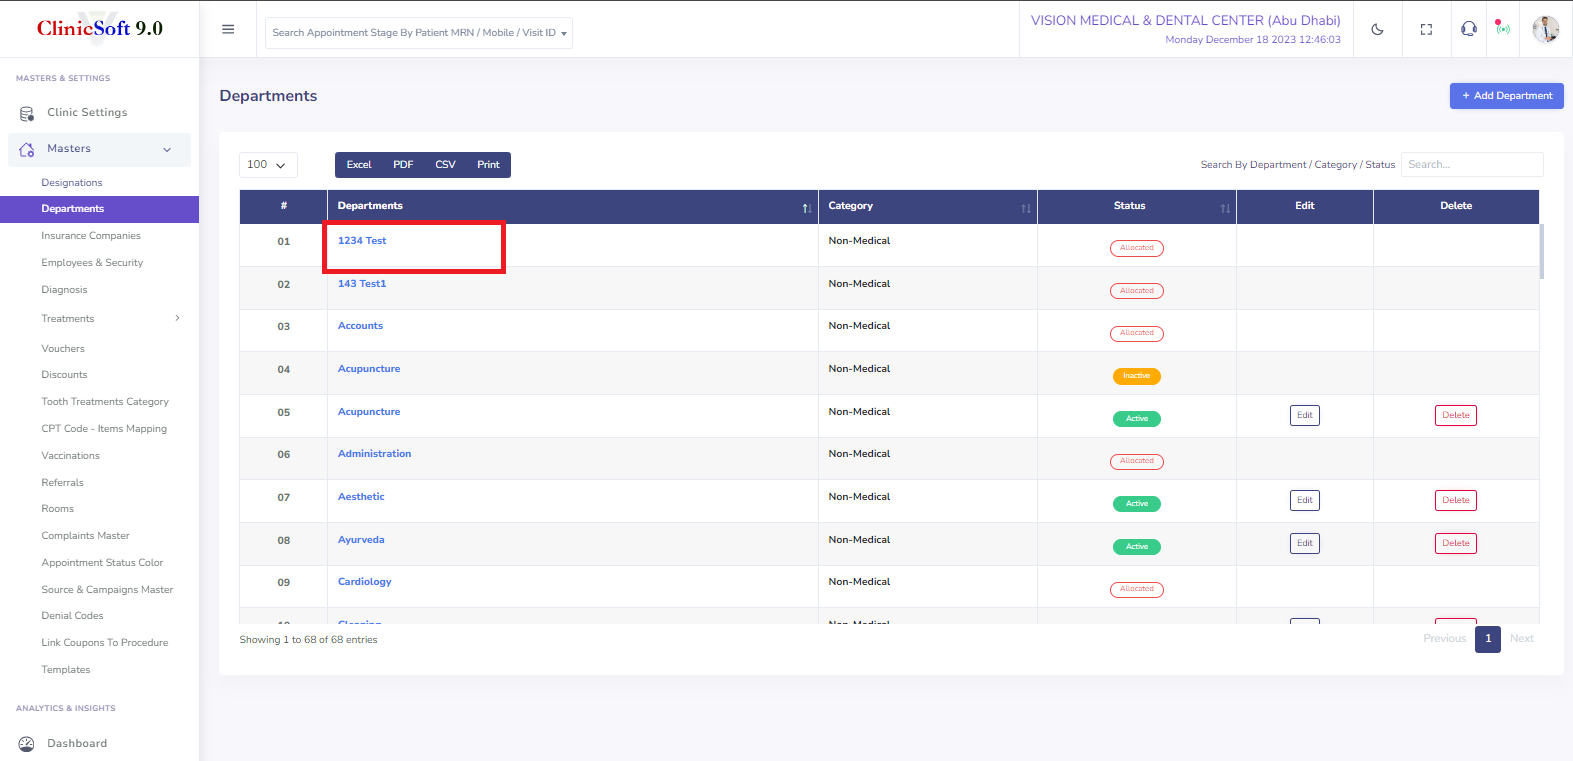 ClinicSoft 9.0
Search Appointment Stage By Patient MRN / Mobile / Visit ID
VISION MEDICAL & DENTAL CENTER (Abu Dhabi)
Monday December 18 2023 12:46:03
MASTERS & SETTINGS
Clinic Settings
Masters
Designations
Departments
Insurance Companies
Employees & Security
Diagnosis
Treatments
Vouchers
Discounts
Tooth Treatments Category
CPT Code - Items Mapping
Vaccinations
Referrals
Rooms
Complaints Master
Appointment Status Color
Source & Campaigns Master
Denial Codes
Link Coupons To Procedure
Templates
ANALYTICS & INSIGHTS
Dashboard
Departments
+ Add Department
100
Excel PDF CSV Print
Search By Department / Category / Status Search...
# Departments Category Status Edit Delete
01 1234 Test Non-Medical Allocated
02 143 Test1 Non-Medical Allocated
03 Accounts Non-Medical Allocated
04 Acupuncture Non-Medical Inactive
05 Acupuncture Non-Medical Active Edit Delete
06 Administration Non-Medical Allocated
07 Aesthetic Non-Medical Active Edit Delete
08 Ayurveda Non-Medical Active Edit Delete
09 Cardiology Non-Medical Allocated
Showing 1 to 68 of 68 entries
Previous 1 Next